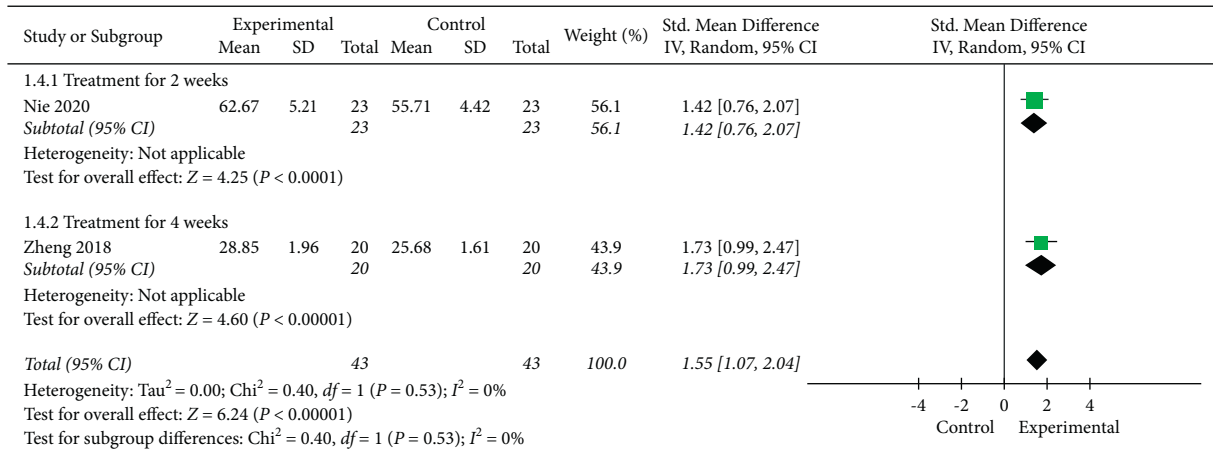 Study or Subgroup Experimental Control Weight (%) Std. Mean Difference Std. Mean Difference
Mean SD Total Mean SD Total IV, Random, 95% CI IV, Random, 95% CI
1.4.1 Treatment for 2 weeks
Nie 2020 62.67 5.21 23 55.71 4.42 23 56.1 1.42 [0.76, 2.07]
Subtotal (95% CI) 23 23 56.1 1.42 [0.76, 2.07]
Heterogeneity: Not applicable
Test for overall effect: Z = 4.25 (P < 0.0001)
1.4.2 Treatment for 4 weeks
Zheng 2018 28.85 1.96 20 25.68 1.61 20 43.9 1.73 [0.99, 2.47]
Subtotal (95% CI) 20 20 43.9 1.73 [0.99, 2.47]
Heterogeneity: Not applicable
Test for overall effect: Z = 4.60 (P < 0.00001)
Total (95% CI) 43 43 100.0 1.55 [1.07, 2.04]
Heterogeneity: Tau² = 0.00; Chi² = 0.40, df = 1 (P = 0.53); I² = 0%
Test for overall effect: Z = 6.24 (P < 0.00001)
Test for subgroup differences: Chi² = 0.40, df = 1 (P = 0.53); I² = 0%
-4 -2 0 2 4
Control Experimental